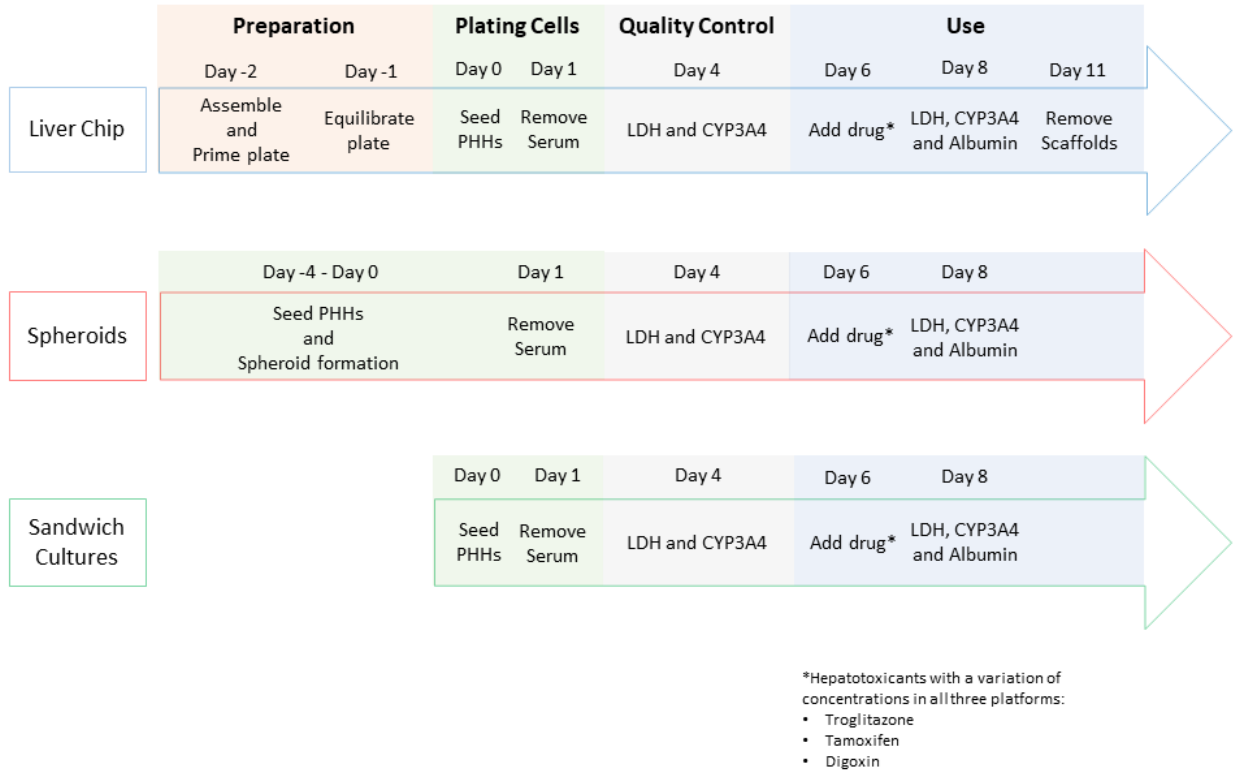 Preparation
Plating Cells
Quality Control
Use
Day -2
Day -1
Day 0
Day 1
Day 4
Day 6
Day 8
Day 11
Liver Chip
Assemble
and
Prime plate
Equilibrate
plate
Seed
PHHs
Remove
Serum
LDH and CYP3A4
Add drug*
LDH, CYP3A4
and Albumin
Remove
Scaffolds
Day -4 - Day 0
Day 1
Day 4
Day 6
Day 8
Spheroids
Seed PHHs
and
Spheroid formation
Remove
Serum
LDH and CYP3A4
Add drug*
LDH, CYP3A4
and Albumin
Day 0
Day 1
Day 4
Day 6
Day 8
Sandwich
Cultures
Seed
PHHs
Remove
Serum
LDH and CYP3A4
Add drug*
LDH, CYP3A4
and Albumin
*Hepatotoxicants with a variation of
concentrations in all three platforms:
• Troglitazone
• Tamoxifen
• Digoxin